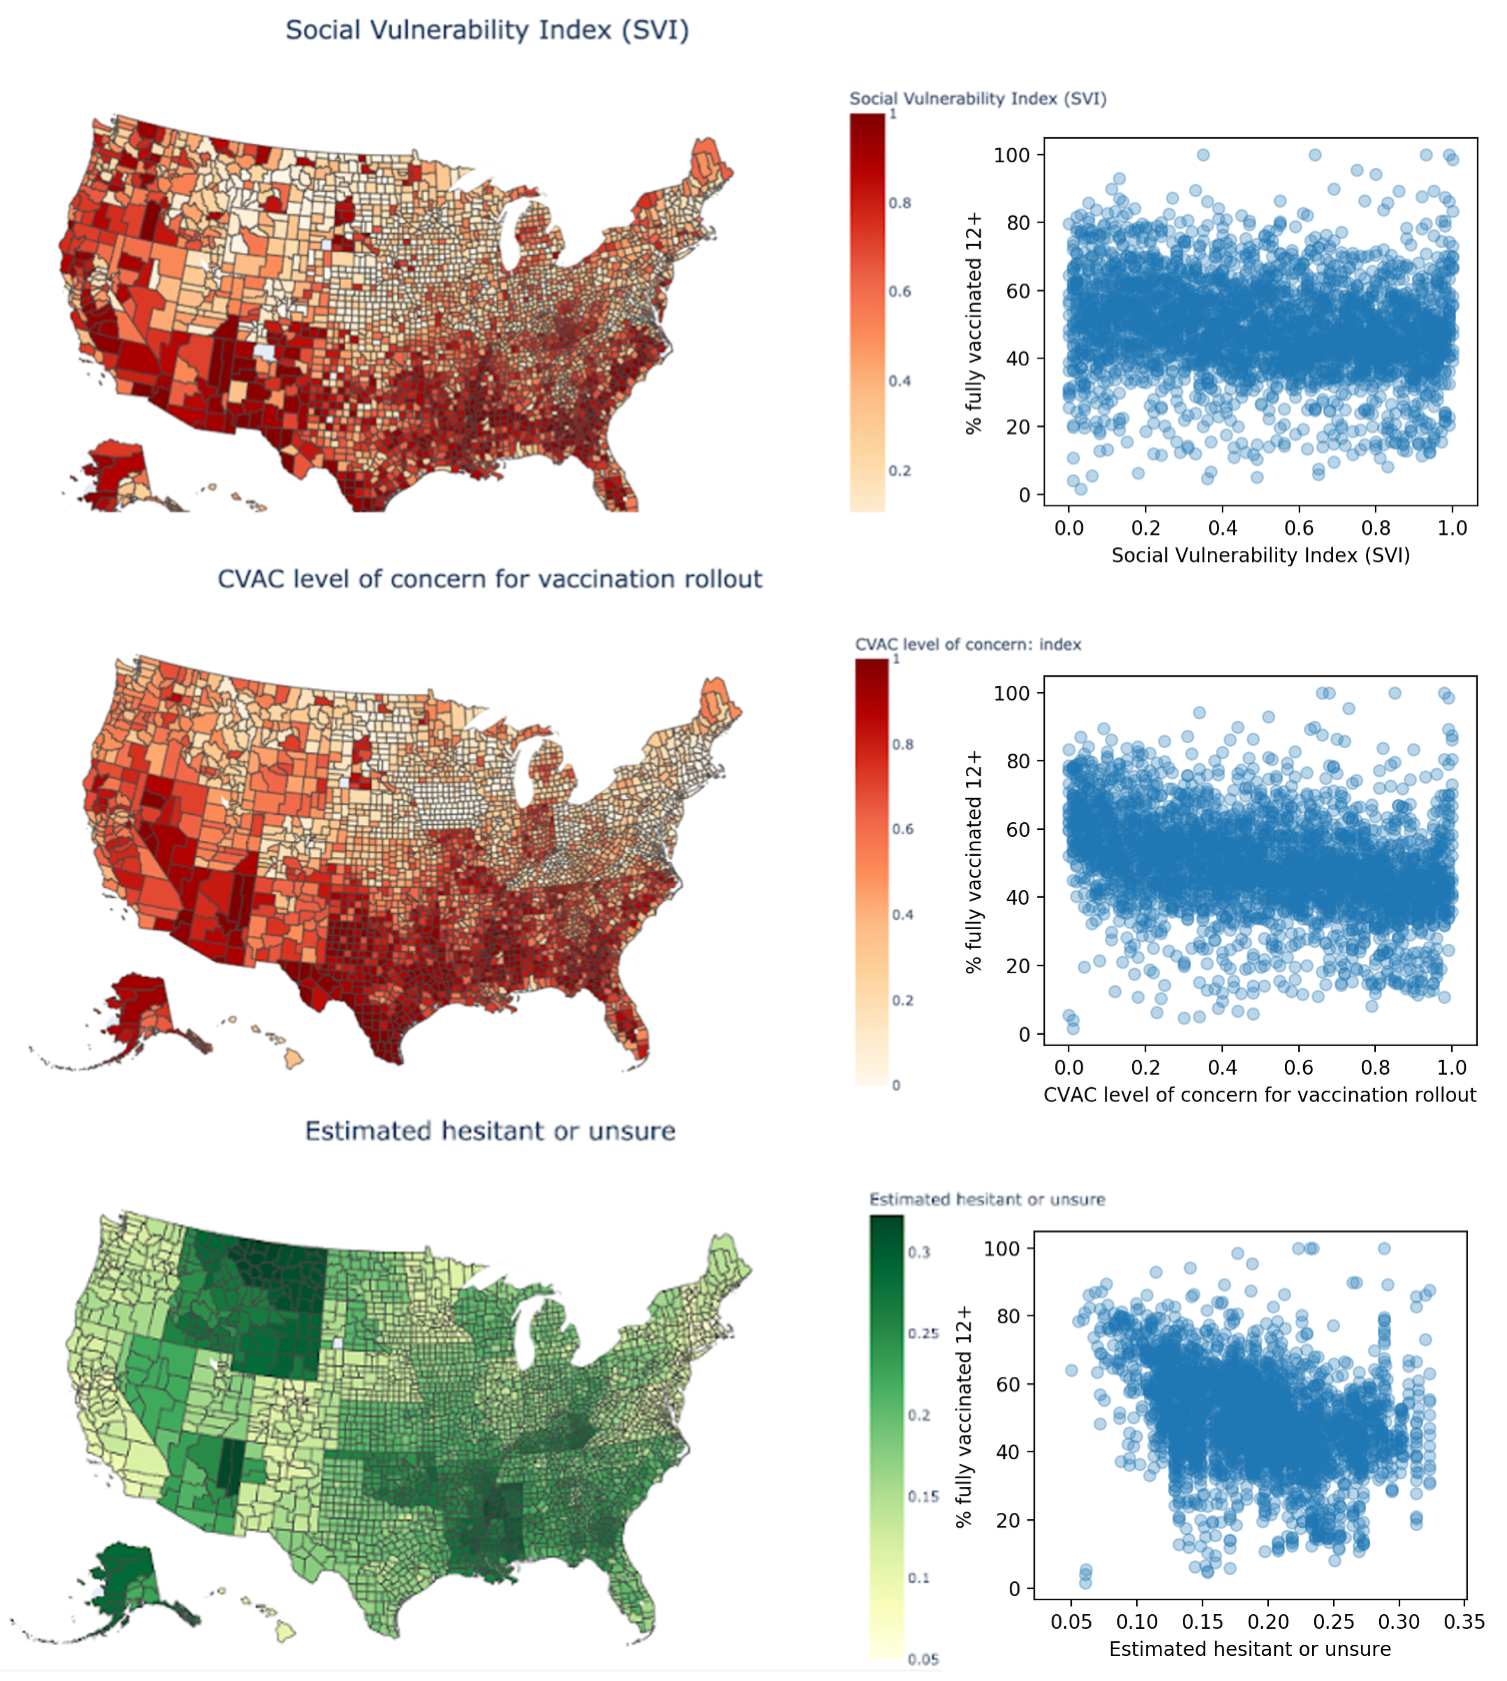 Social Vulnerability Index (SVI)
Social Vulnerability Index (SVI)
1
0.8
0.6
0.4
0.2
% fully vaccinated 12+
100
80
60
40
20
0
0.0 0.2 0.4 0.6 0.8 1.0
Social Vulnerability Index (SVI)
CVAC level of concern for vaccination rollout
CVAC level of concern: index
1
0.8
0.6
0.4
0.2
0
% fully vaccinated 12+
100
80
60
40
20
0
0.0 0.2 0.4 0.6 0.8 1.0
CVAC level of concern for vaccination rollout
Estimated hesitant or unsure
Estimated hesitant or unsure
0.3
0.25
0.2
0.15
0.1
0.05
% fully vaccinated 12+
100
80
60
40
20
0
0.05 0.10 0.15 0.20 0.25 0.30 0.35
Estimated hesitant or unsure